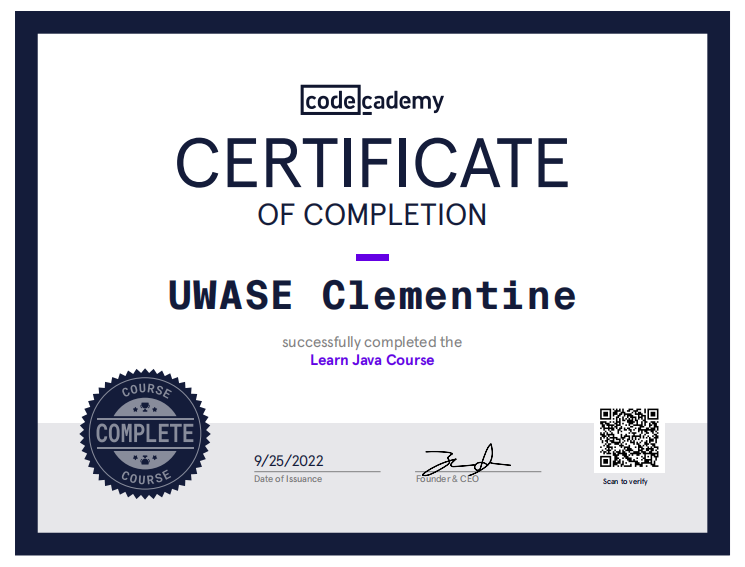 codecademy
CERTIFICATE
OF COMPLETION
UWASE Clementine
successfully completed the
Learn Java Course
COURSE
COMPLETE
COURSE
9/25/2022
Date of Issuance
Founder & CEO
Scan to verify